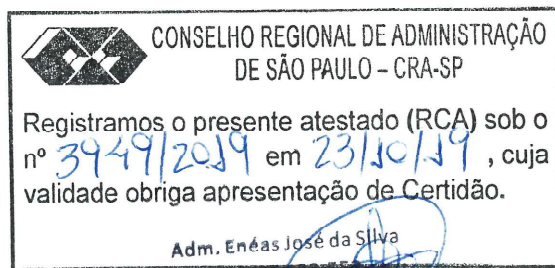 CONSELHO REGIONAL DE ADMINISTRAÇÃO
DE SÃO PAULO – CRA-SP
Registramos o presente atestado (RCA) sob o
nº 3949/2019 em 23/10/19 , cuja
validade obriga apresentação de Certidão.
Adm. Enéas José da Silva